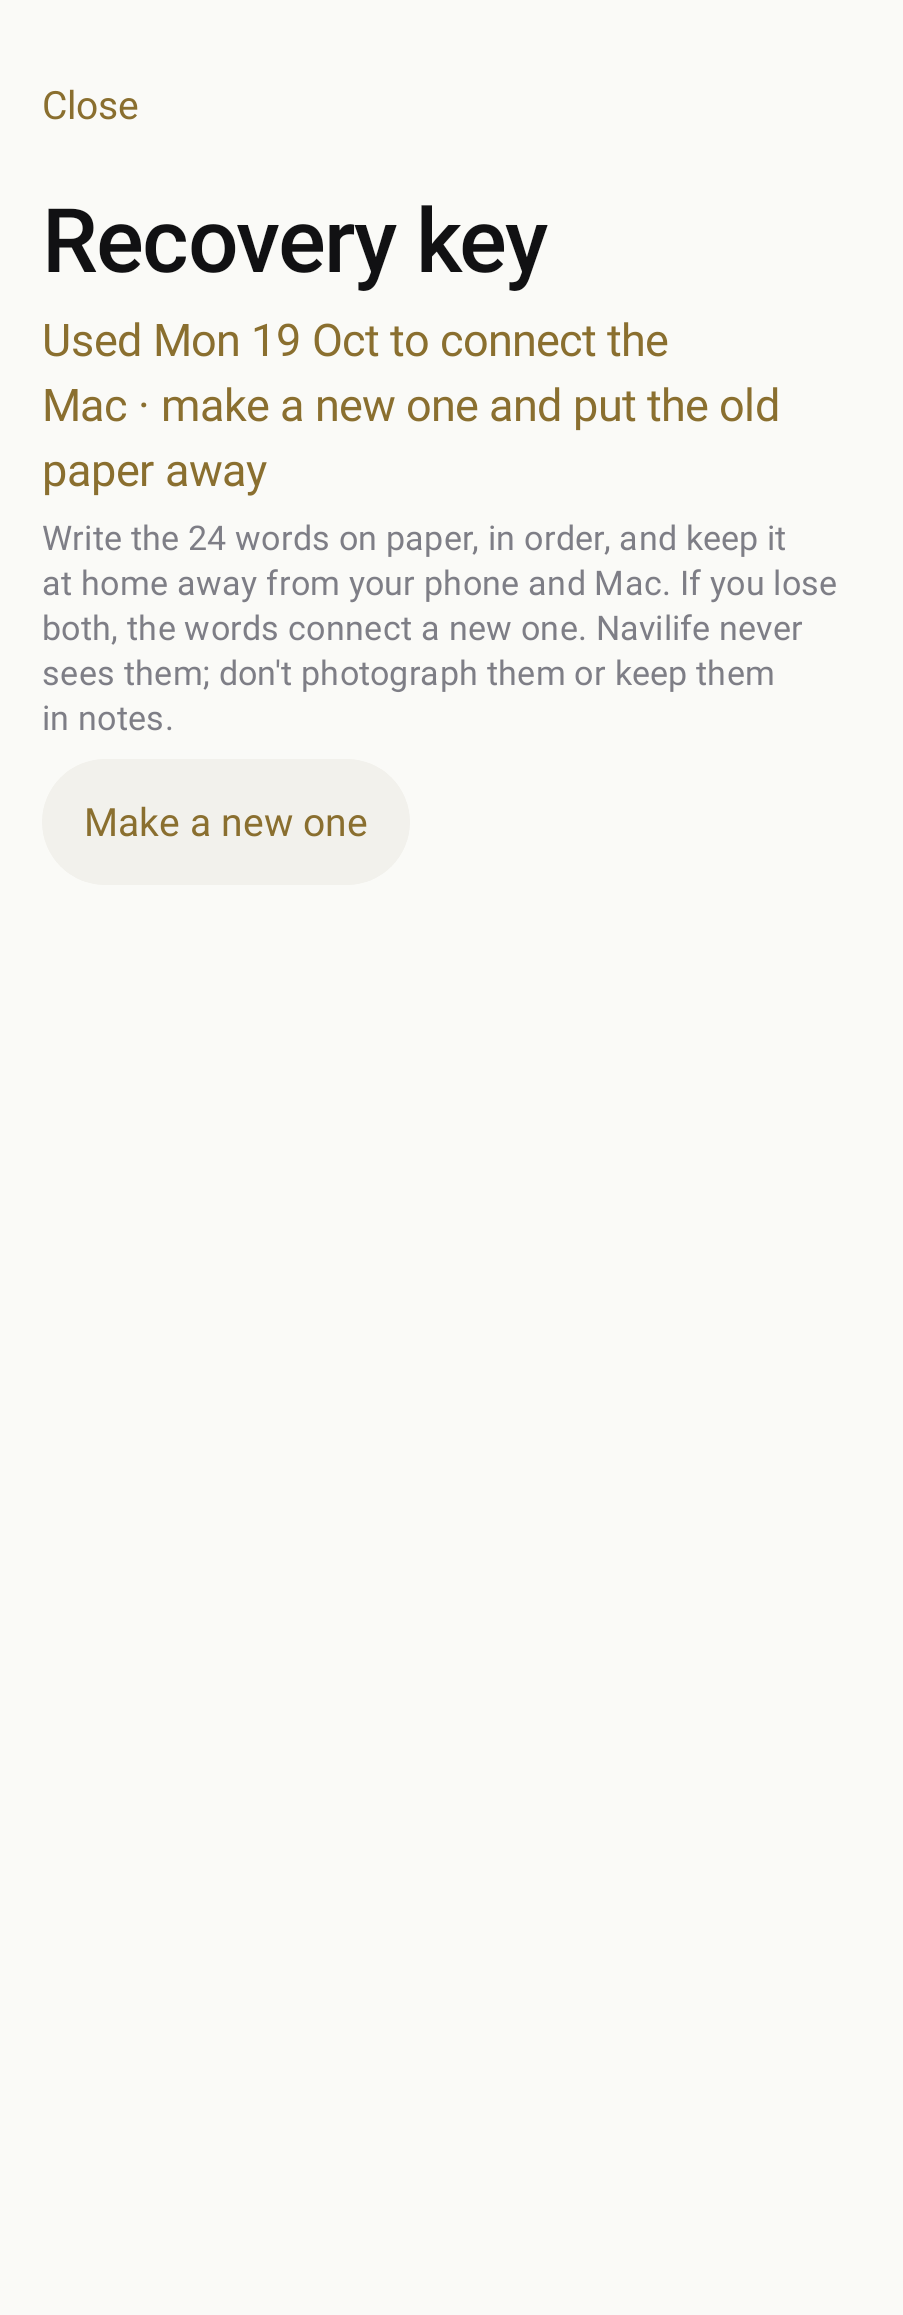 Close
Recovery key
Used Mon 19 Oct to connect the
Mac · make a new one and put the old
paper away
Write the 24 words on paper, in order, and keep it
at home away from your phone and Mac. If you lose
both, the words connect a new one. Navilife never
sees them; don't photograph them or keep them
in notes.
Make a new one